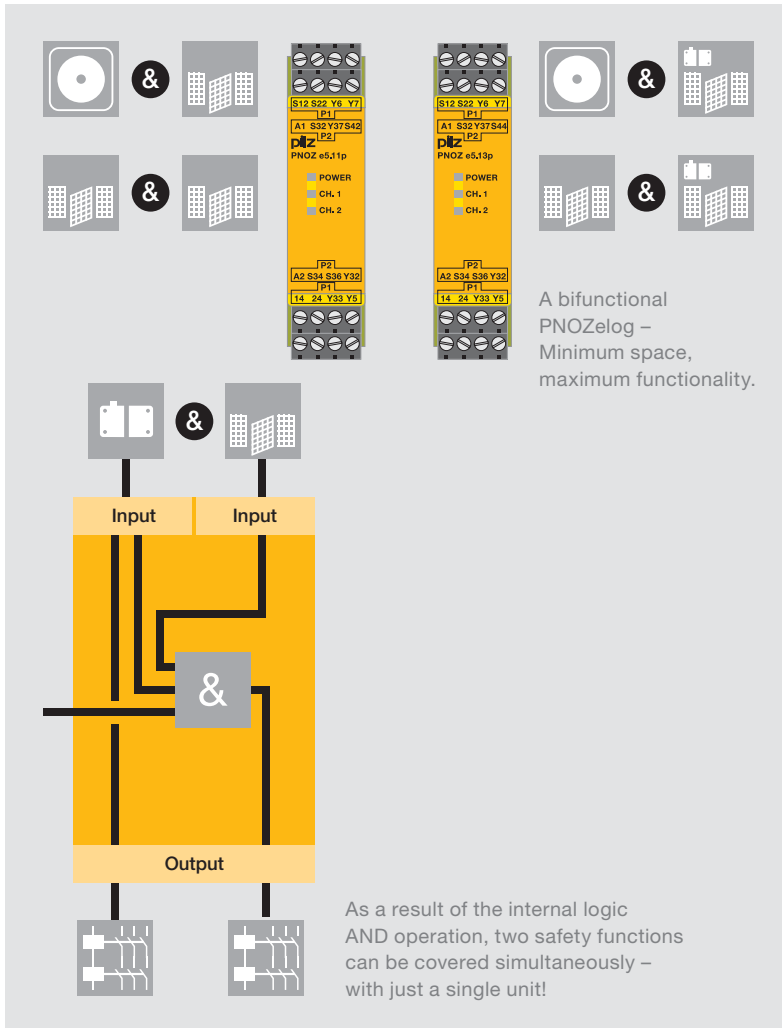 &
&
S12 S22 Y6 Y7
P1
A1 S32 Y37 S42
P2
pilz
PNOZ e5.11p
POWER
CH. 1
CH. 2
P2
A2 S34 S36 Y32
P1
14 24 Y33 Y5
S12 S22 Y6 Y7
P1
A1 S32 Y37 S44
P2
pilz
PNOZ e5.13p
POWER
CH. 1
CH. 2
P2
A2 S34 S36 Y32
P1
14 24 Y33 Y5
&
&
A bifunctional
PNOZelog –
Minimum space,
maximum functionality.
&
Input Input
&
Output
As a result of the internal logic
AND operation, two safety functions
can be covered simultaneously –
with just a single unit!